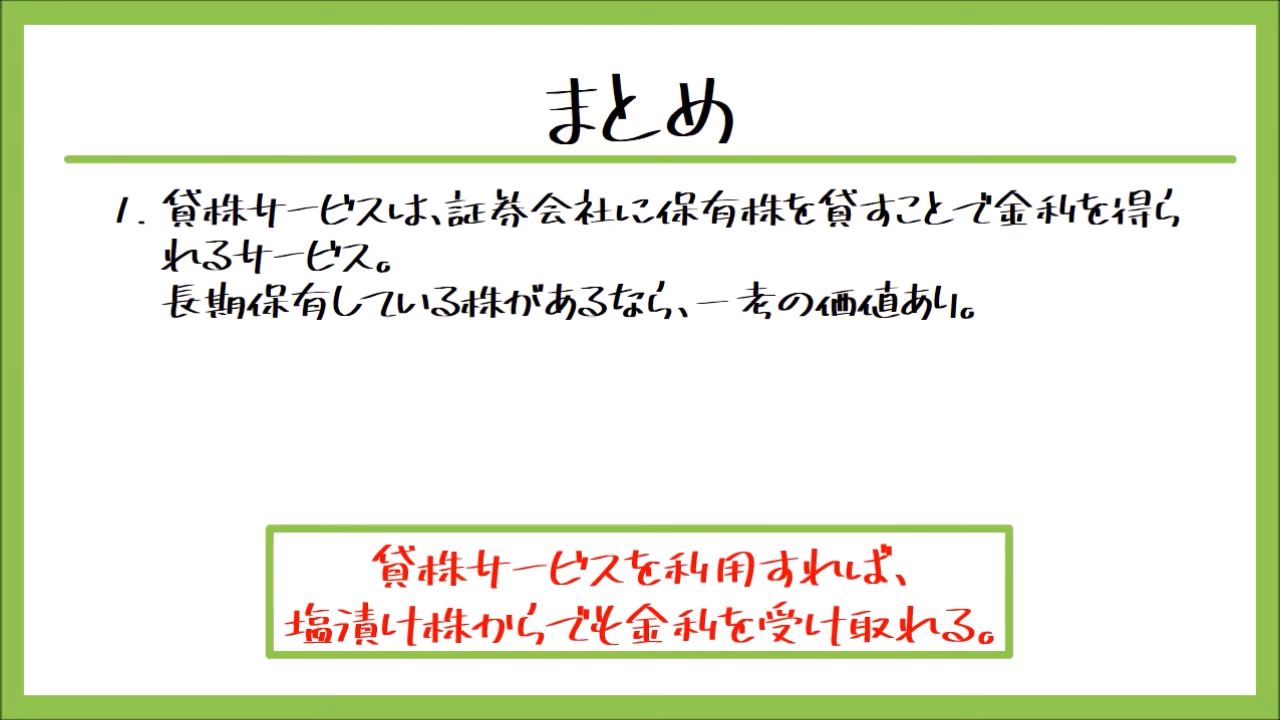 まとめ
1. 貸株サービスは、証券会社に保有株を貸すことで金利を得ら
れるサービス。
長期保有している株があるなら、一考の価値あり。
貸株サービスを利用すれば、
塩漬け株からでも金利を受け取れる。